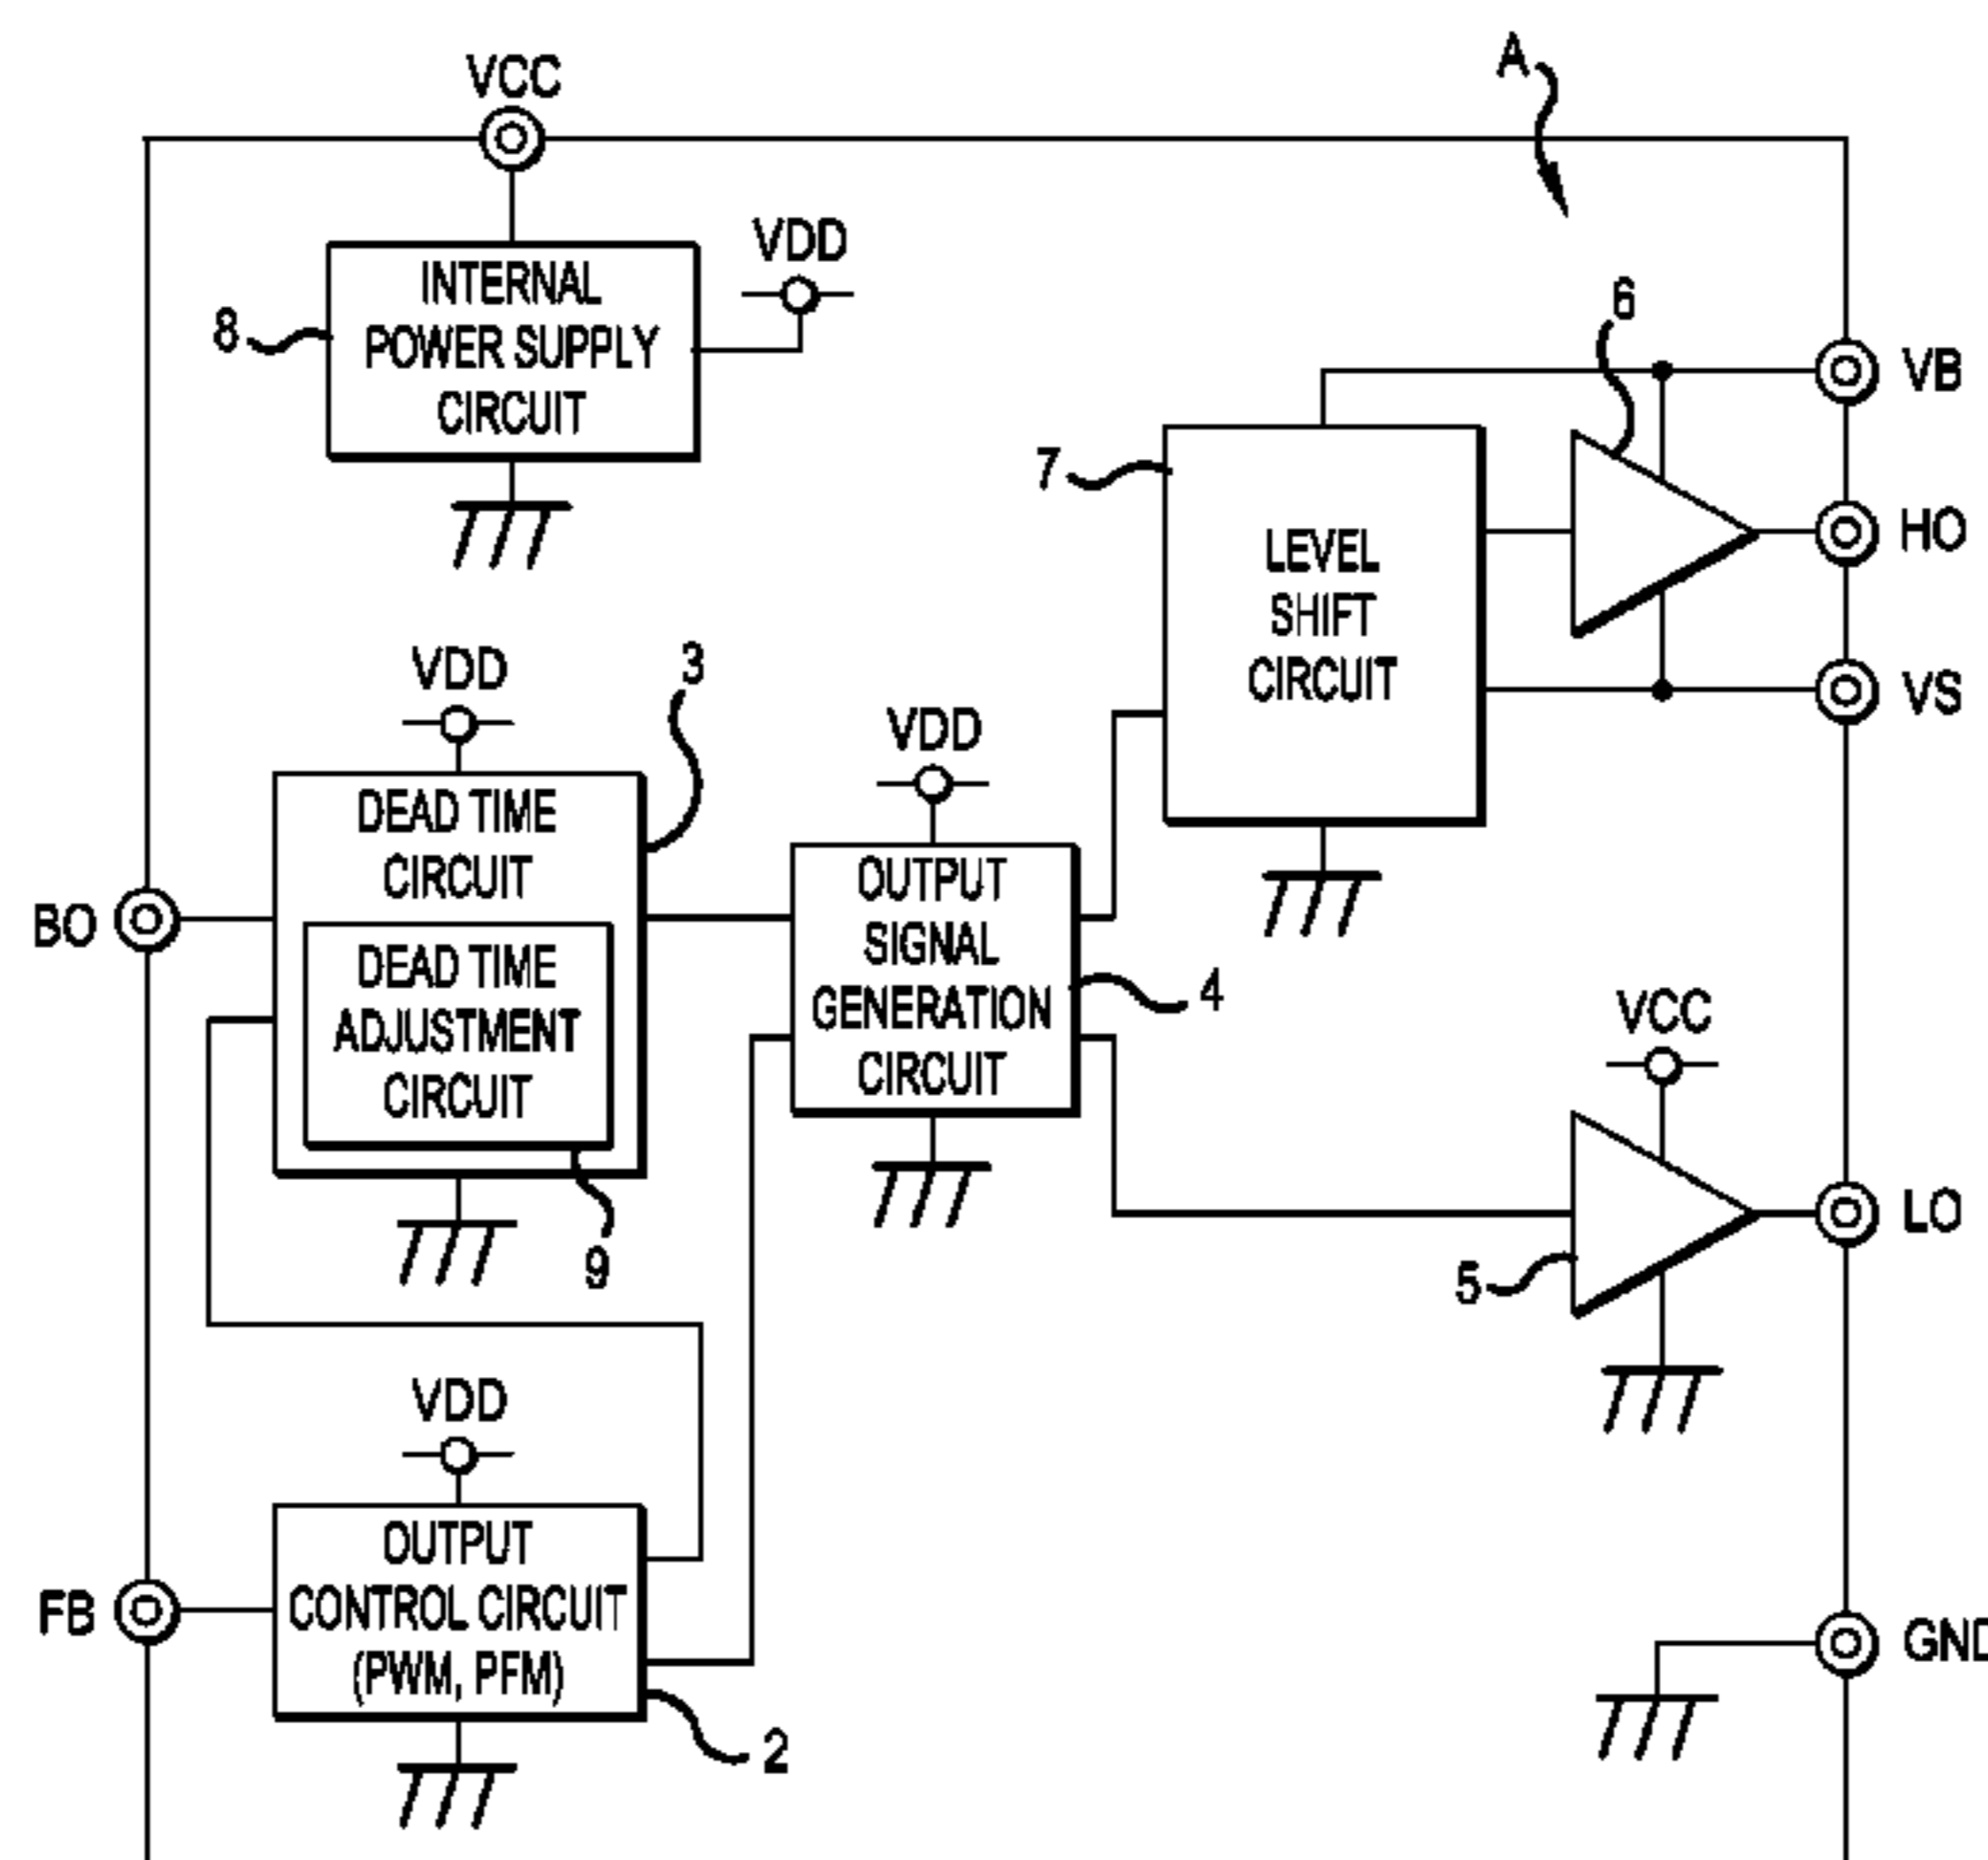 A
VCC
VDD
INTERNAL
POWER SUPPLY
CIRCUIT
8
6
VB
7
LEVEL
SHIFT
CIRCUIT
HO
VS
VDD
3
DEAD TIME
CIRCUIT
BO
DEAD TIME
ADJUSTMENT
CIRCUIT
9
VDD
OUTPUT
SIGNAL
GENERATION
CIRCUIT
4
VCC
5
LO
VDD
OUTPUT
CONTROL CIRCUIT
(PWM, PFM)
FB
2
GND